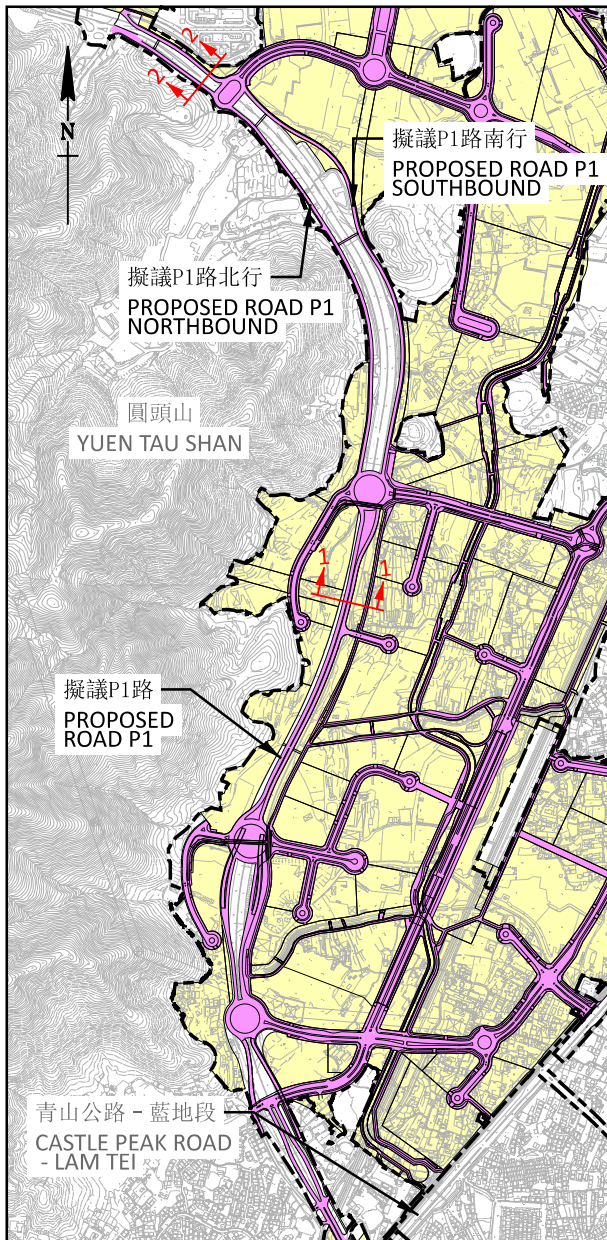 2
2
N
擬議P1路南行
PROPOSED ROAD P1
SOUTHBOUND
擬議P1路北行
PROPOSED ROAD P1
NORTHBOUND
圓頭山
YUEN TAU SHAN
1
1
擬議P1路
PROPOSED
ROAD P1
青山公路 - 藍地段
CASTLE PEAK ROAD
- LAM TEI